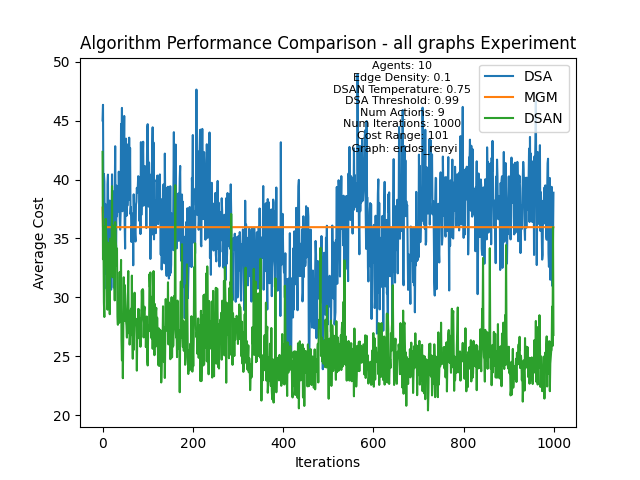 Algorithm Performance Comparison - all graphs Experiment
Agents: 10
Edge Density: 0.1
DSAN Temperature: 0.75
DSA Threshold: 0.99
Num Actions: 9
Num Iterations: 1000
Cost Range: 101
Graph: erdos_renyi
DSA
MGM
DSAN
Average Cost
50
45
40
35
30
25
20
0
200
400
600
800
1000
Iterations